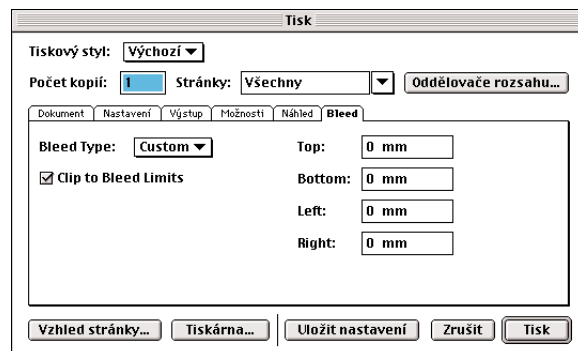 Tisk
Tiskový styl: Výchozí
Počet kopií: 1 Stránky: Všechny Oddělovače rozsahu...
Dokument Nastavení Výstup Možnosti Náhled Bleed
Bleed Type: Custom Top: 0 mm
Clip to Bleed Limits Bottom: 0 mm
Left: 0 mm
Right: 0 mm
Vzhled stránky... Tiskárna... Uložit nastavení Zrušit Tisk